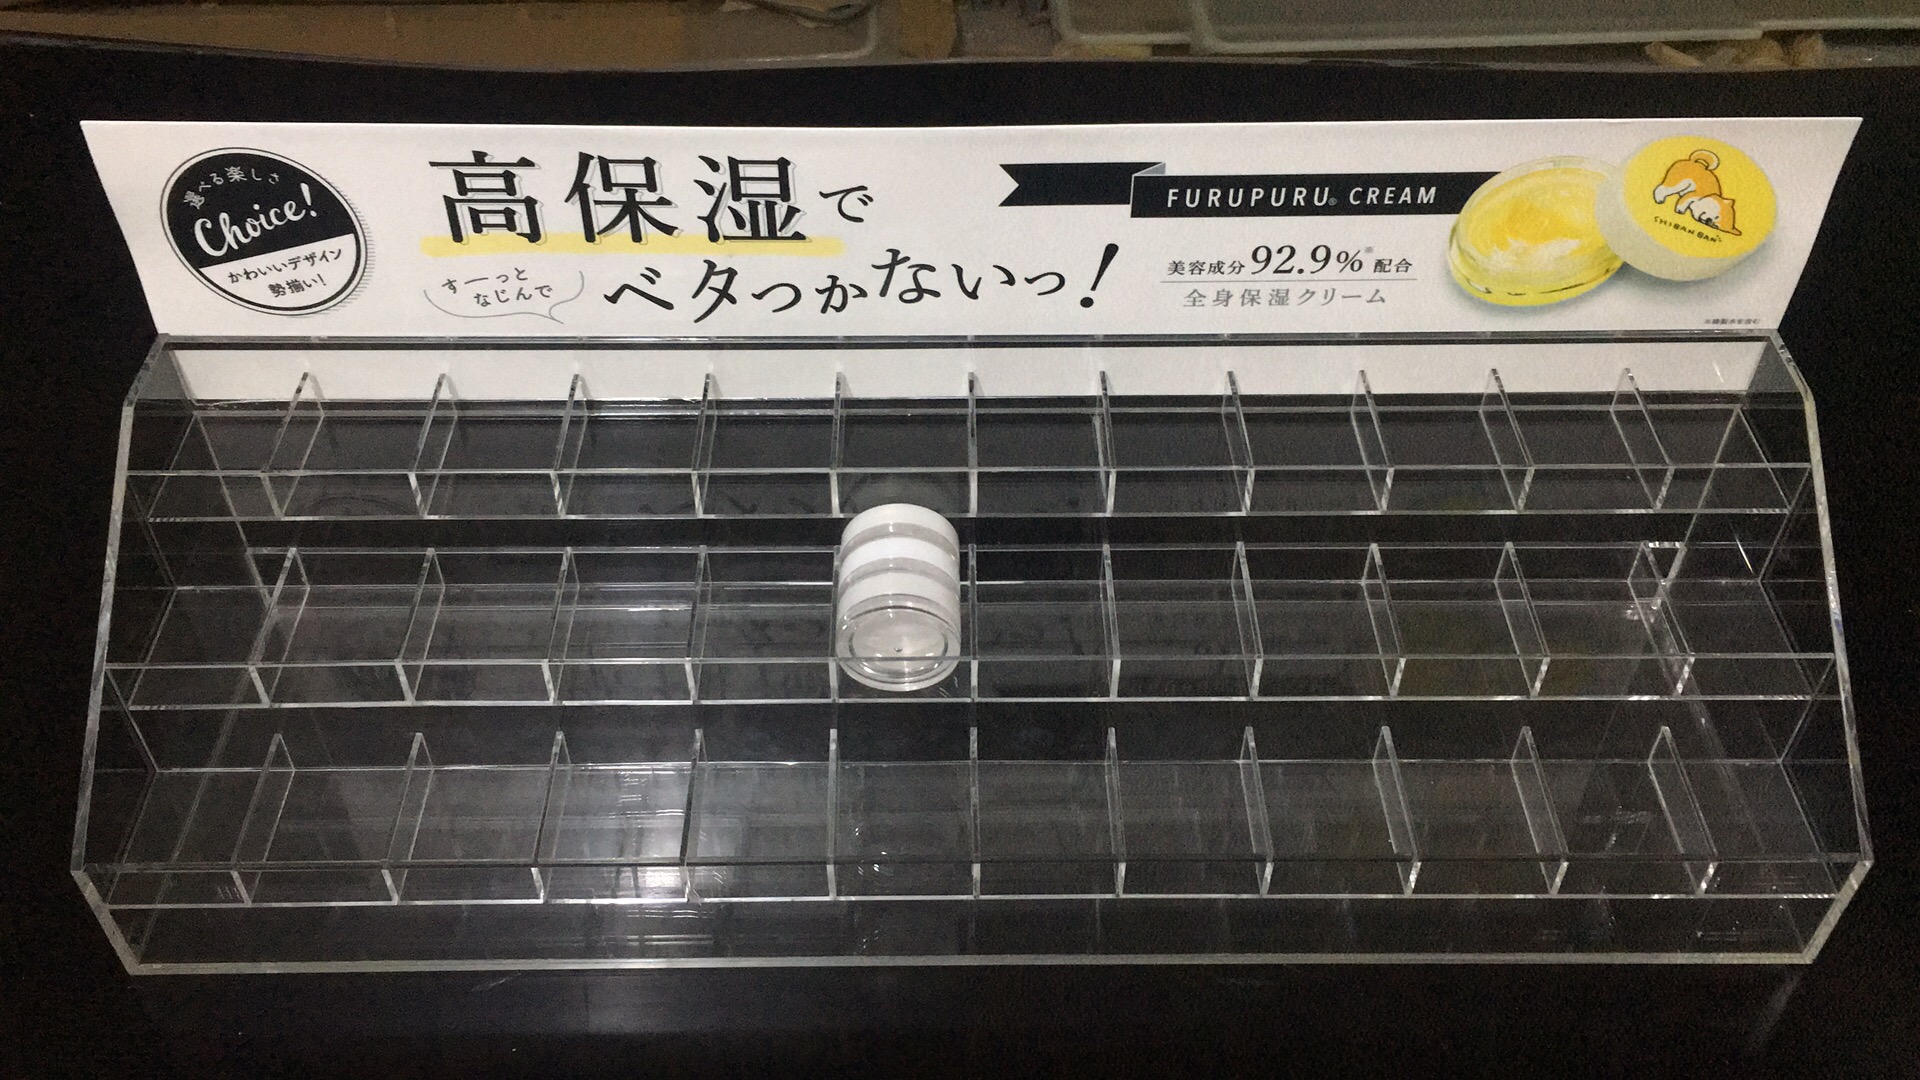 選べる楽しさ
Choice!
かわいいデザイン
勢揃い!
高保湿で
すーっと
なじんで
ベタつかないっ!
FURUPURU® CREAM
美容成分92.9%※配合
全身保湿クリーム
SHIBANBAN's